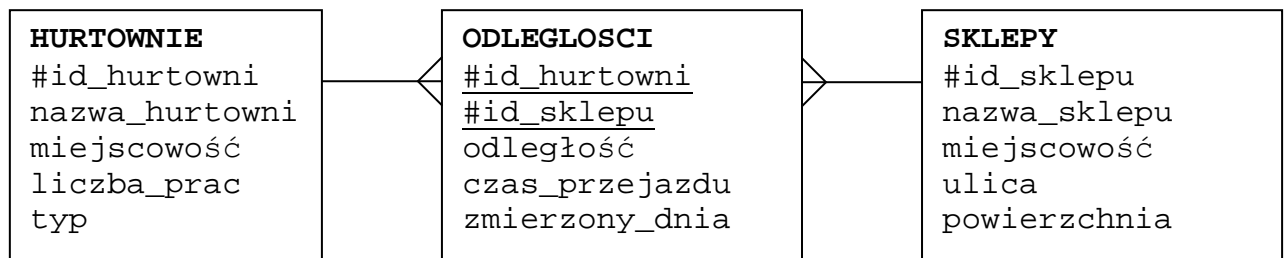 HURTOWNIE
#id_hurtowni
nazwa_hurtowni
miejscowość
liczba_prac
typ
ODLEGLOSCI
#id_hurtowni
#id_sklepu
odległość
czas_przejazdu
zmierzony_dnia
SKLEPY
#id_sklepu
nazwa_sklepu
miejscowość
ulica
powierzchnia